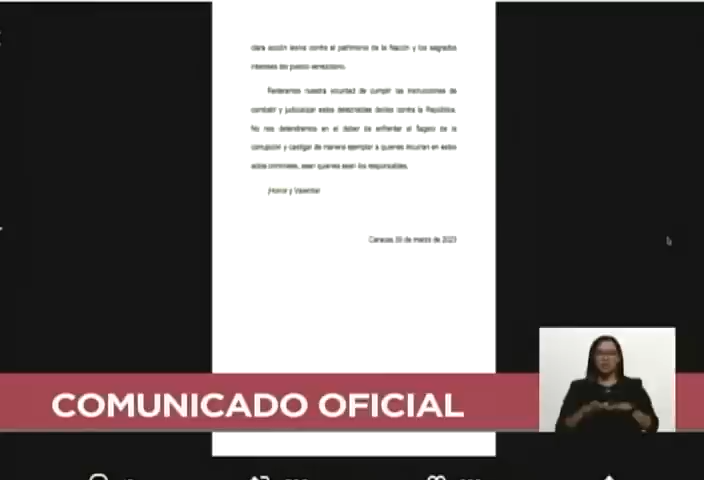 clara acción lesiva contra el patrimonio de la Nación y los sagrados
intereses del pueblo venezolano.
Reiteramos nuestra voluntad de cumplir las instrucciones de
combatir y judicializar estos detestables delitos contra la República.
No nos detendremos en el deber de enfrentar el flagelo de la
corrupción y castigar de manera ejemplar a quienes incurran en estos
actos criminales, sean quienes sean los responsables.
¡Honor y Valentía!
Caracas, de marzo de 2023
COMUNICADO OFICIAL